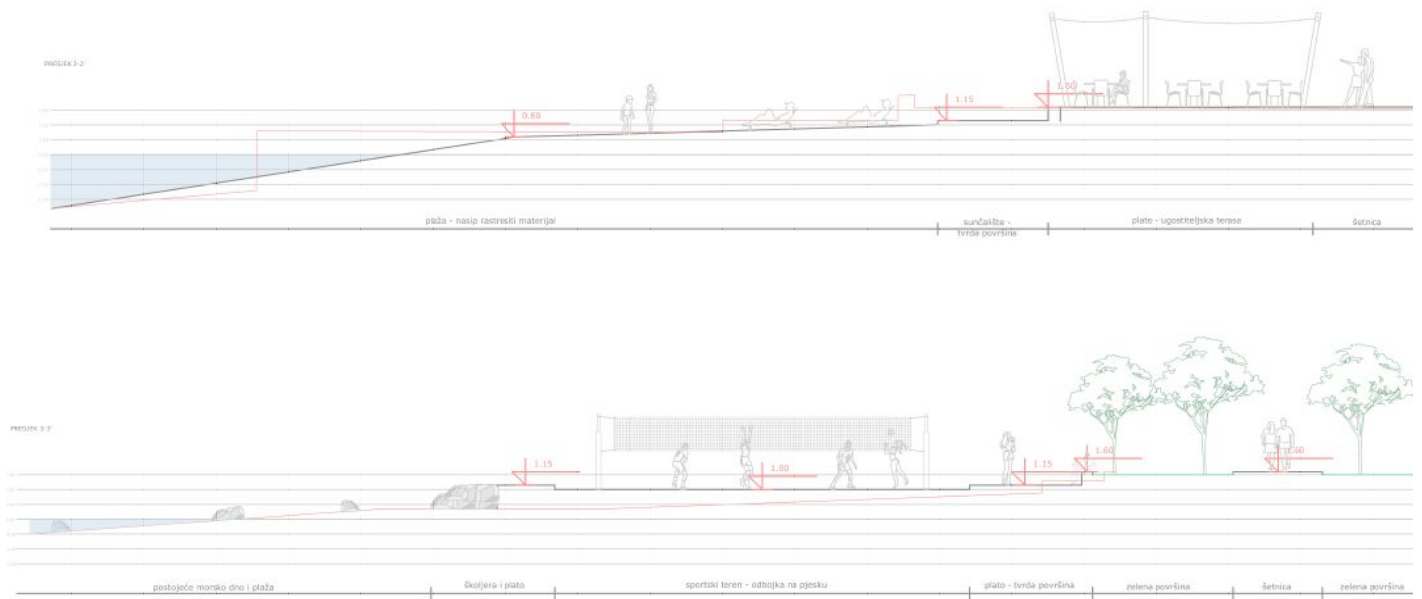 PRESJEK 2-2
0.60
1.15
1.60
plaža - nasip rastresiti materijal
sunčalište -
tvrda površina
plato - ugostiteljska terasa
šetnica
PRESJEK 3-3
1.15
1.00
1.15
1.60
1.60
postojeće morsko dno i plaža
školjera i plato
sportski teren - odbojka na pjesku
plato - tvrda površina
zelena površina
šetnica
zelena površina